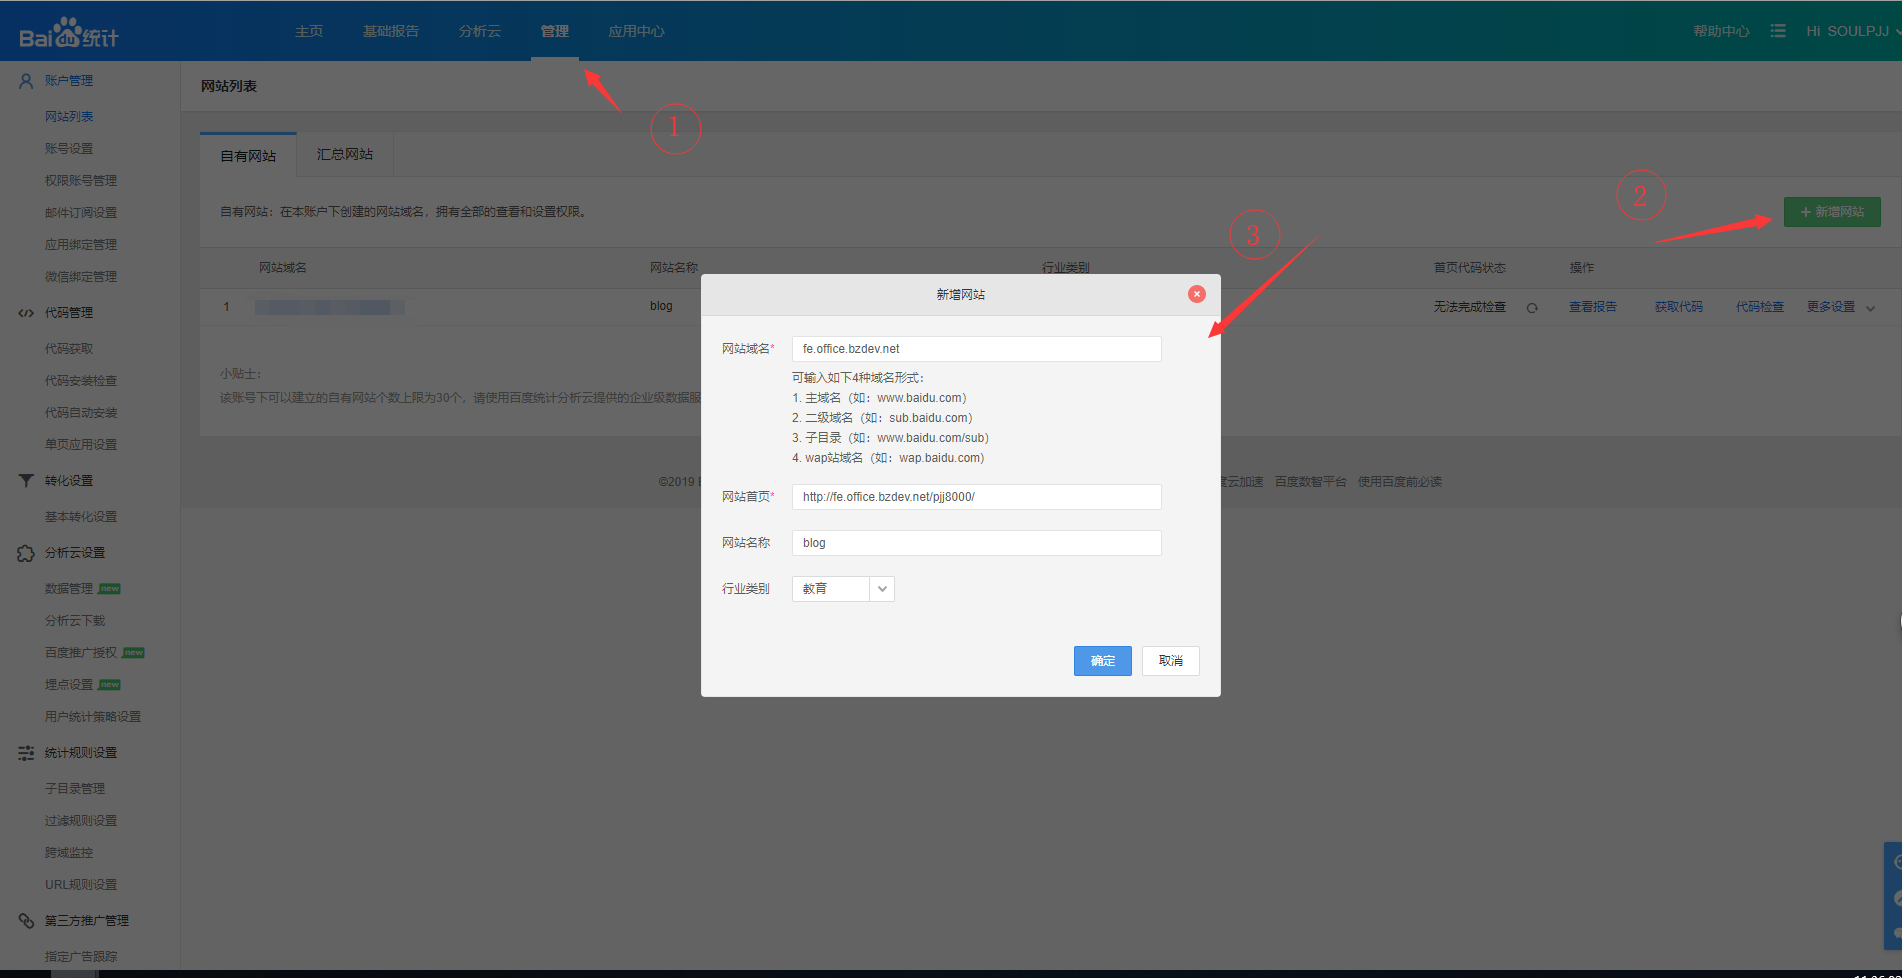 Baidu统计
主页 基础报告 分析云 管理 应用中心
帮助中心 Hi SOULPJJ
账户管理
网站列表
账号设置
权限账号管理
邮件订阅设置
应用绑定管理
微信绑定管理
代码管理
代码获取
代码安装检查
代码自动安装
单页应用设置
转化设置
基本转化设置
分析云设置
数据管理 new
分析云下载
百度推广授权 new
埋点设置 new
用户统计策略设置
统计规则设置
子目录管理
过滤规则设置
跨域监控
URL规则设置
第三方推广管理
指定广告跟踪
网站列表
1
自有网站 汇总网站
2
自有网站：在本账户下创建的网站域名，拥有全部的查看和设置权限。
+ 新增网站
3
网站域名 网站名称 行业类别 首页代码状态 操作
1 blog 无法完成检查 查看报告 获取代码 代码检查 更多设置
小贴士：
该账号下可以建立的自有网站个数上限为30个，请使用百度统计分析云提供的企业级数据服
©2019
云加速 百度数智平台 使用百度前必读
新增网站
网站域名* fe.office.bzdev.net
可输入如下4种域名形式：
1. 主域名（如：www.baidu.com）
2. 二级域名（如：sub.baidu.com）
3. 子目录（如：www.baidu.com/sub）
4. wap站域名（如：wap.baidu.com）
网站首页* http://fe.office.bzdev.net/pjj8000/
网站名称 blog
行业类别 教育
确定 取消